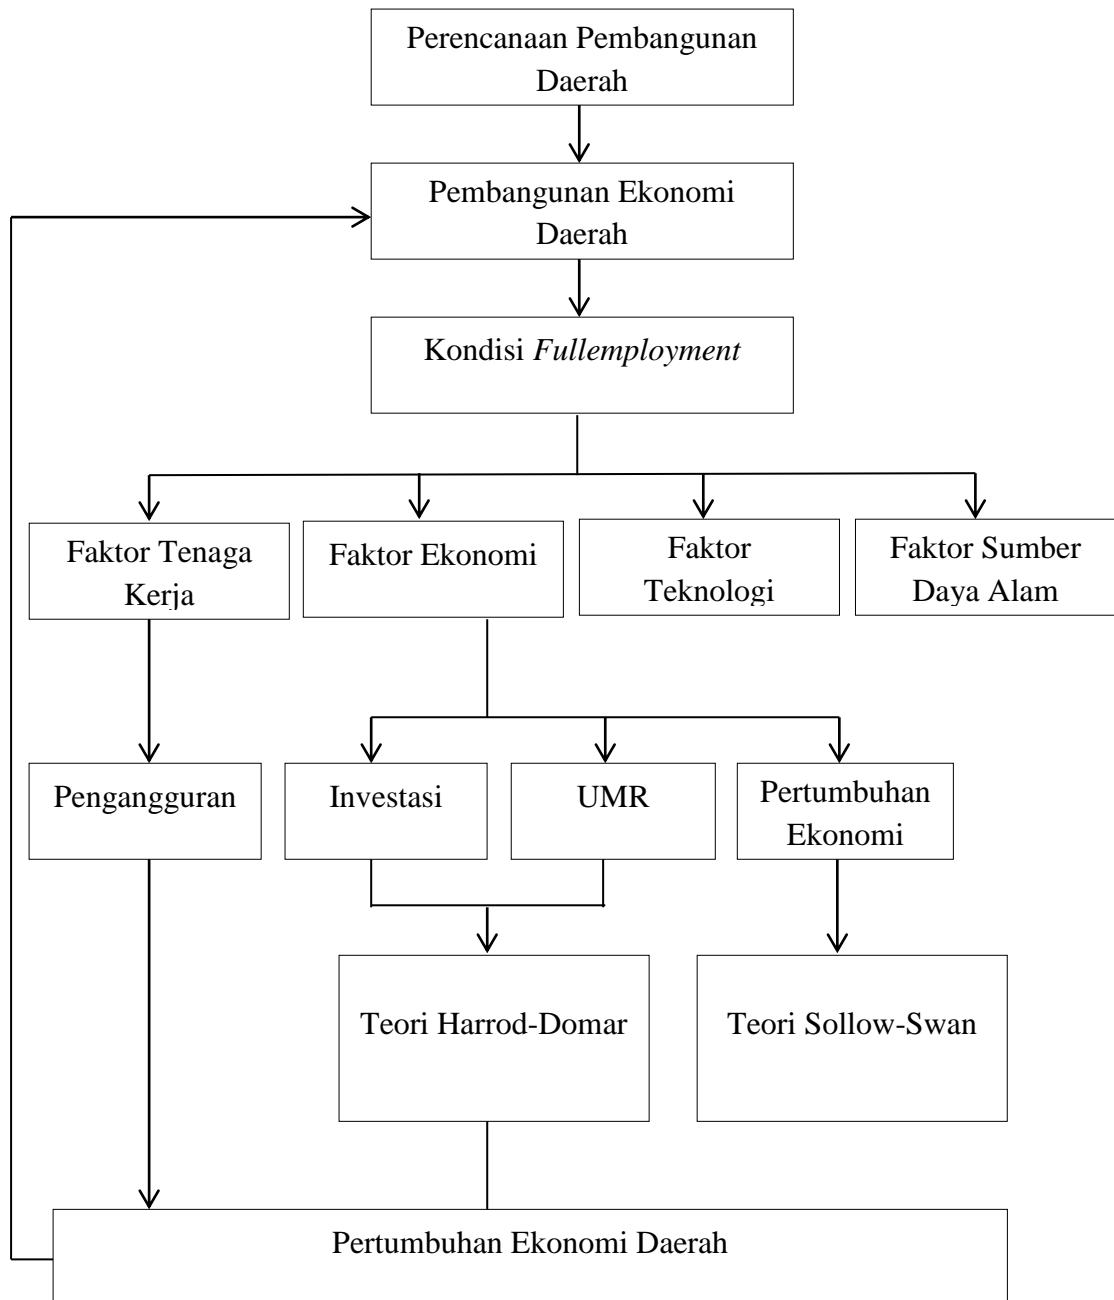 Perencanaan Pembangunan
Daerah
Pembangunan Ekonomi
Daerah
Kondisi Fullemployment
Faktor Tenaga
Kerja
Faktor Ekonomi
Faktor
Teknologi
Faktor Sumber
Daya Alam
Pengangguran
Investasi
UMR
Pertumbuhan
Ekonomi
Teori Harrod-Domar
Teori Sollow-Swan
Pertumbuhan Ekonomi Daerah